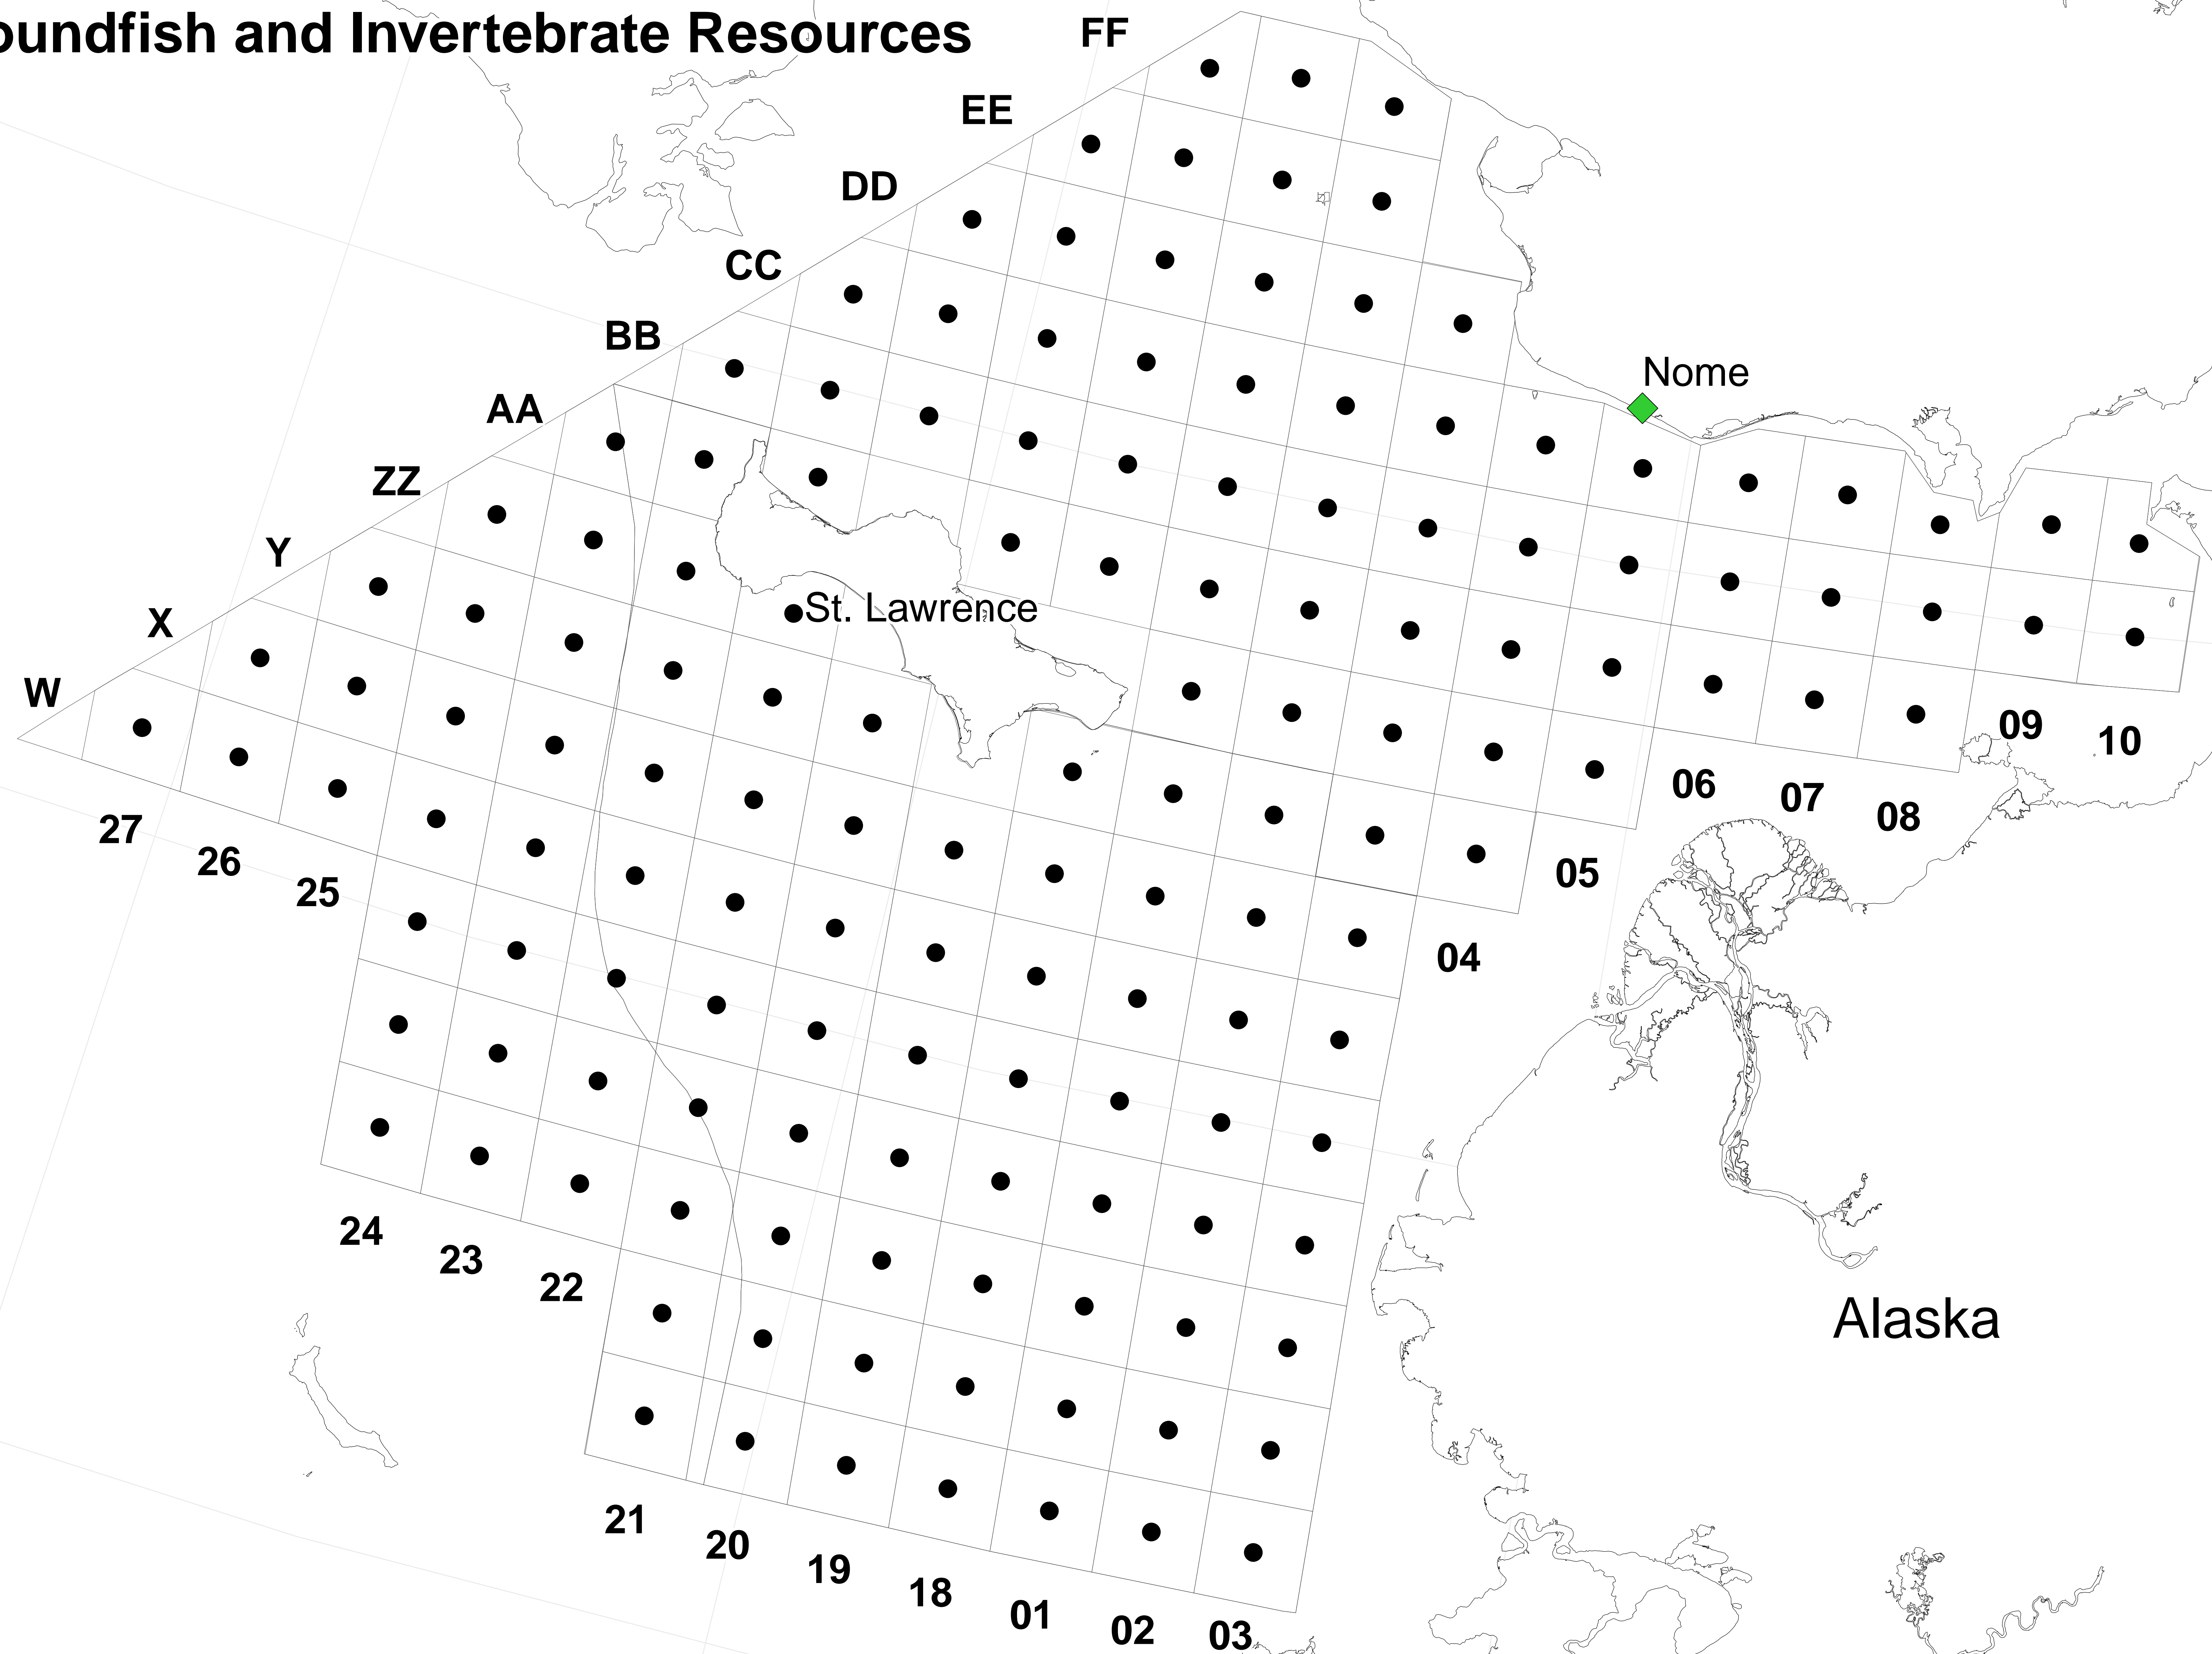 oundfish and Invertebrate Resources
FF
EE
DD
CC
BB
AA
ZZ
Y
X
W
Nome
St. Lawrence
Alaska
27
26
25
24
23
22
21
20
19
18
01
02
03
04
05
06
07
08
09
10